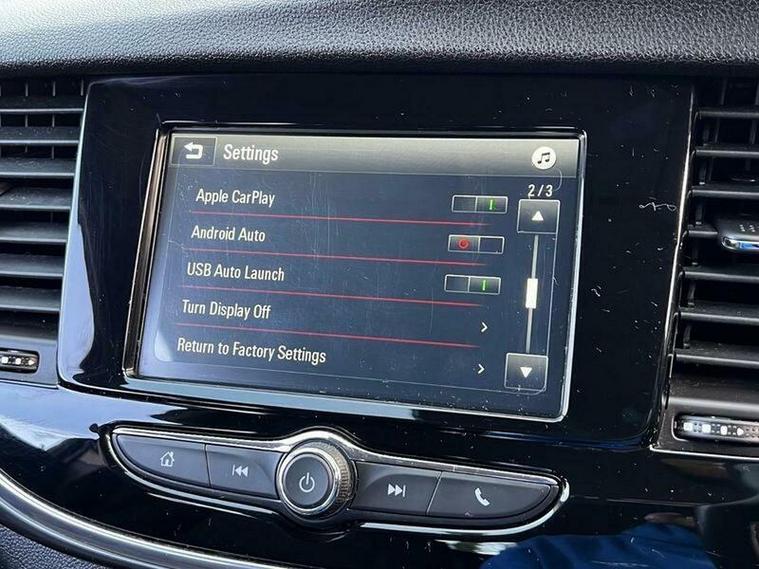 Settings
2/3
Apple CarPlay
Android Auto
USB Auto Launch
Turn Display Off
Return to Factory Settings